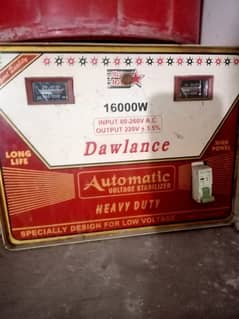 16000W
INPUT 80-260V A.C.
OUTPUT 220V ± 5.5%
LONG LIFE
HIGH POWER
Dawlance
Automatic
VOLTAGE STABILIZER
HEAVY DUTY
SPECIALLY DESIGN FOR LOW VOLTAGE